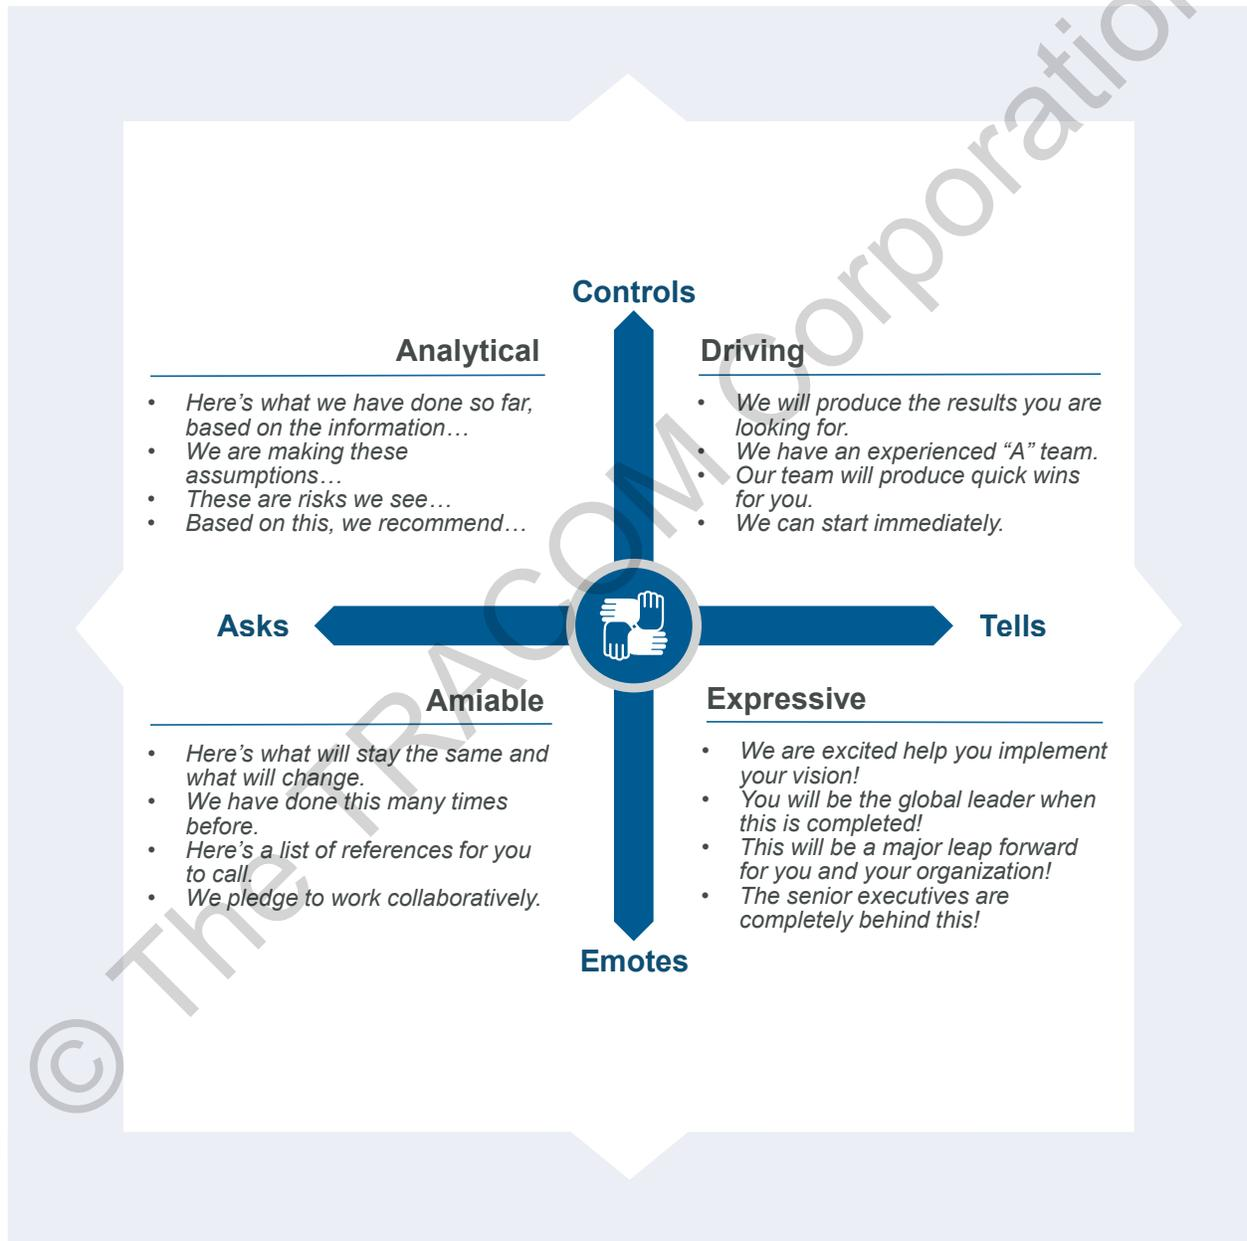 Controls
Analytical
• Here’s what we have done so far,
based on the information…
• We are making these
assumptions…
• These are risks we see…
• Based on this, we recommend…
Driving
• We will produce the results you are
looking for.
• We have an experienced “A” team.
• Our team will produce quick wins
for you.
• We can start immediately.
Asks
Tells
Amiable
• Here’s what will stay the same and
what will change.
• We have done this many times
before.
• Here’s a list of references for you
to call.
• We pledge to work collaboratively.
Expressive
• We are excited help you implement
your vision!
• You will be the global leader when
this is completed!
• This will be a major leap forward
for you and your organization!
• The senior executives are
completely behind this!
Emotes
© The TRACOM Corporation